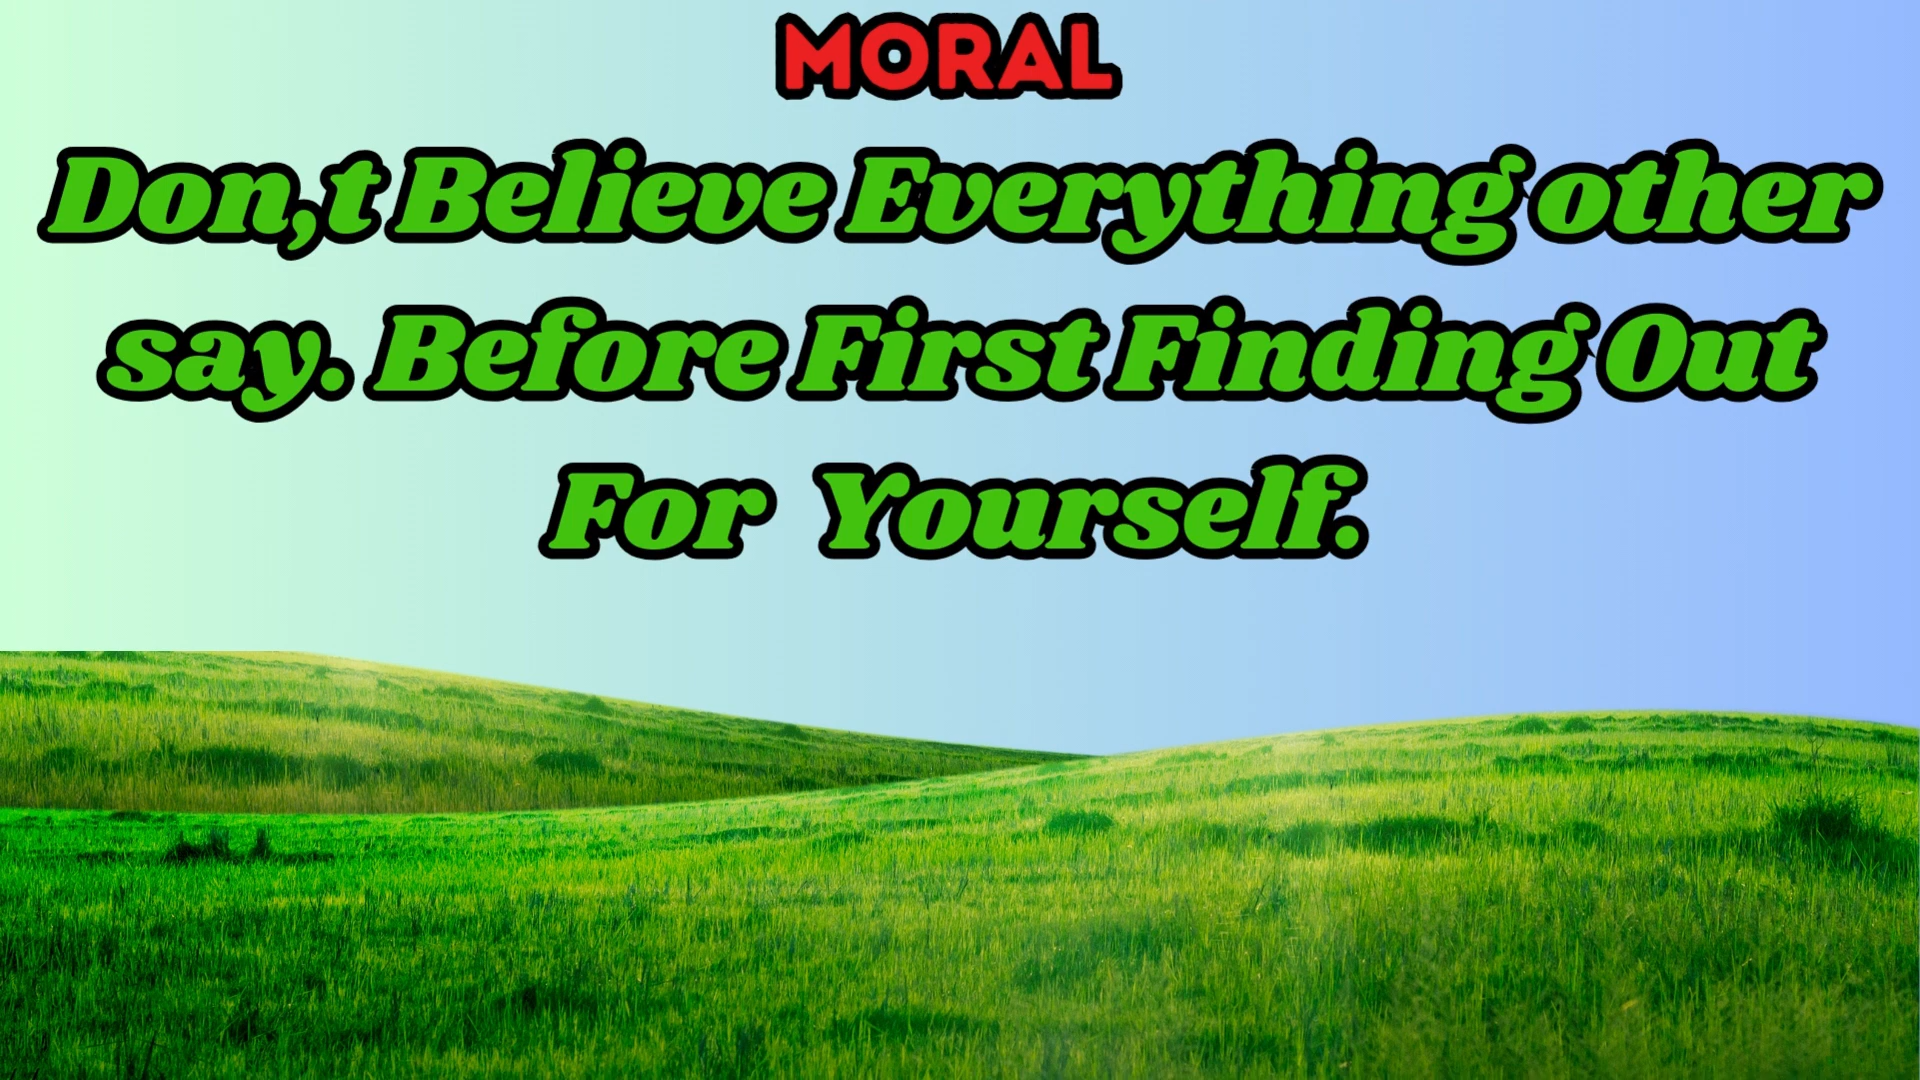 MORAL
Don,t Believe Everything other
say. Before First Finding Out
For Yourself.